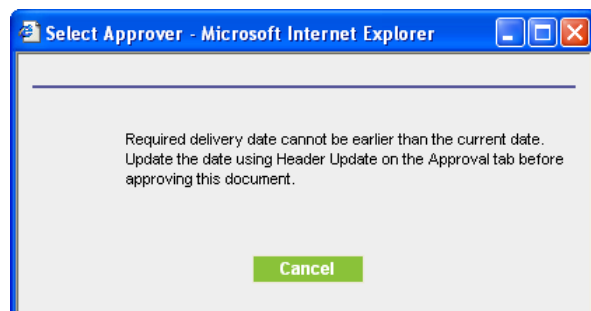 Select Approver - Microsoft Internet Explorer
Required delivery date cannot be earlier than the current date.
Update the date using Header Update on the Approval tab before
approving this document.
Cancel